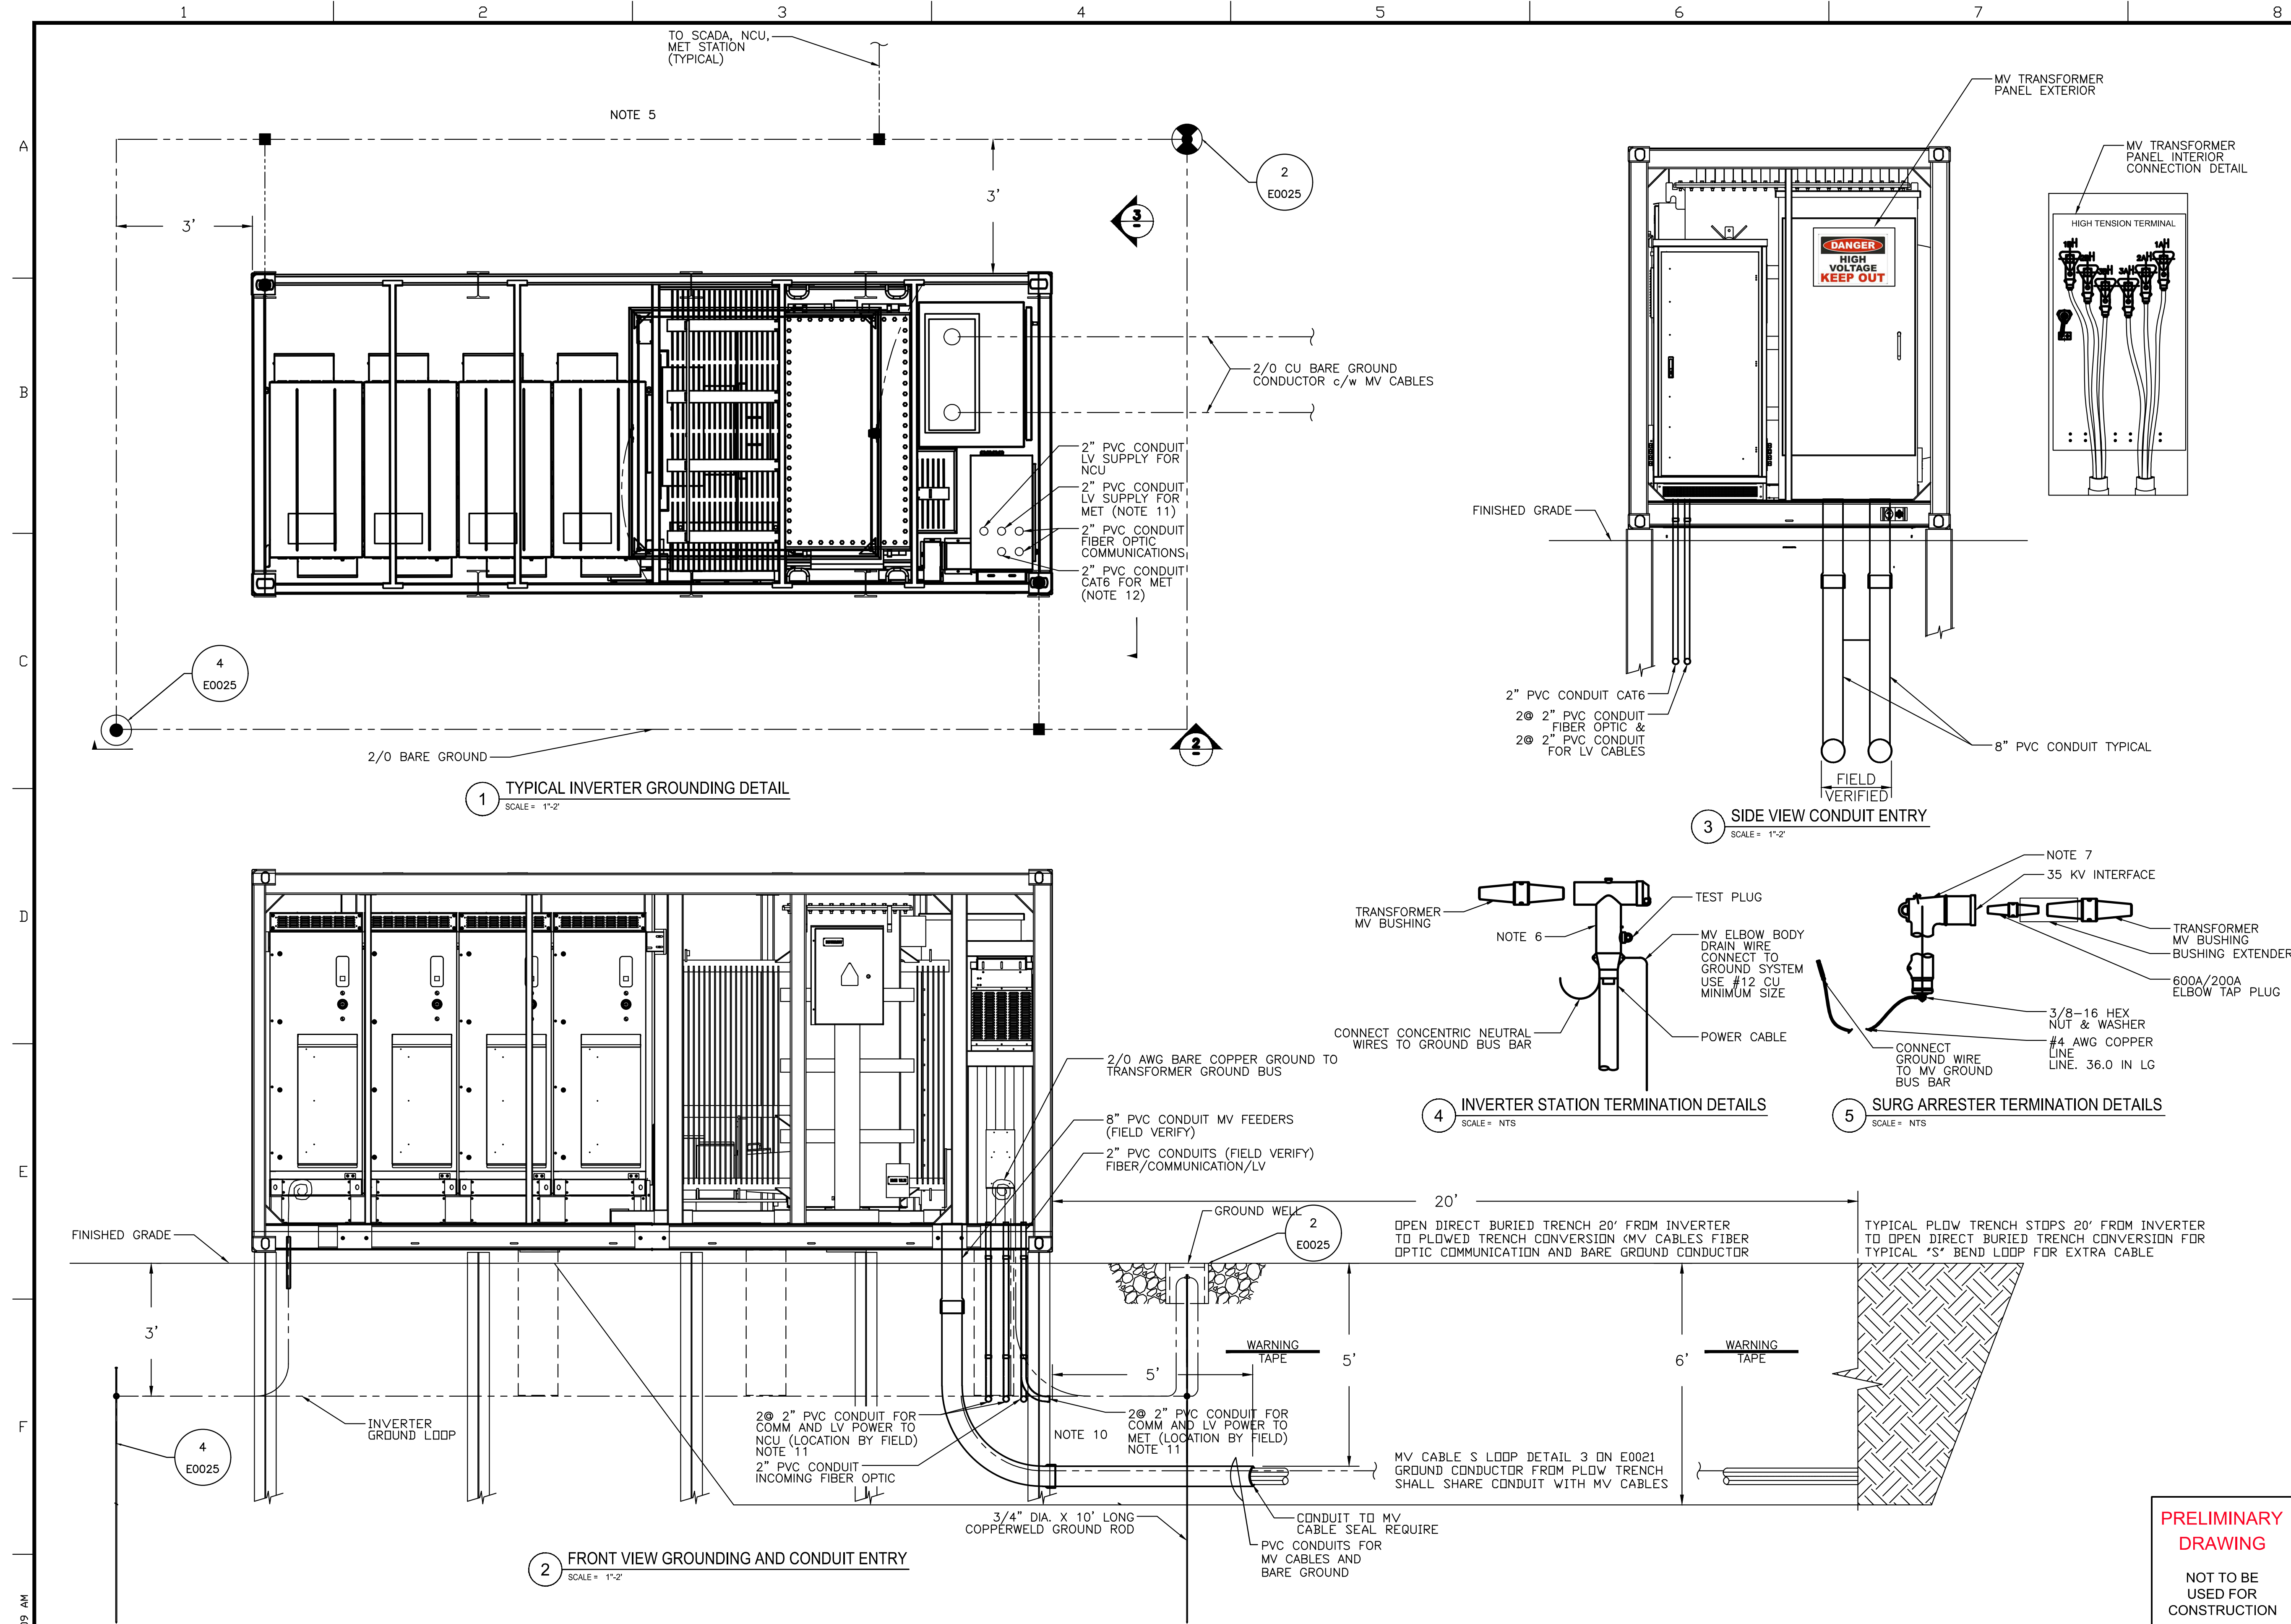 1
2
3
4
5
6
7
8
A
B
C
D
E
F
TO SCADA, NCU,
MET STATION
(TYPICAL)
NOTE 5
3'
3'
2
E0025
3
-
2/0 CU BARE GROUND
CONDUCTOR c/w MV CABLES
2" PVC CONDUIT
LV SUPPLY FOR
NCU
2" PVC CONDUIT
LV SUPPLY FOR
MET (NOTE 11)
2" PVC CONDUIT
FIBER OPTIC
COMMUNICATIONS
2" PVC CONDUIT
CAT6 FOR MET
(NOTE 12)
4
E0025
2/0 BARE GROUND
2
-
1
TYPICAL INVERTER GROUNDING DETAIL
SCALE = 1"-2'
MV TRANSFORMER
PANEL EXTERIOR
MV TRANSFORMER
PANEL INTERIOR
CONNECTION DETAIL
HIGH TENSION TERMINAL
1BH
3BH
3AH
2AH
1AH
DANGER
HIGH
VOLTAGE
KEEP OUT
FINISHED GRADE
2" PVC CONDUIT CAT6
2@ 2" PVC CONDUIT
FIBER OPTIC &
2@ 2" PVC CONDUIT
FOR LV CABLES
8" PVC CONDUIT TYPICAL
FIELD
VERIFIED
3
SIDE VIEW CONDUIT ENTRY
SCALE = 1"-2'
TRANSFORMER
MV BUSHING
NOTE 6
TEST PLUG
MV ELBOW BODY
DRAIN WIRE
CONNECT TO
GROUND SYSTEM
USE #12 CU
MINIMUM SIZE
CONNECT CONCENTRIC NEUTRAL
WIRES TO GROUND BUS BAR
POWER CABLE
4
INVERTER STATION TERMINATION DETAILS
SCALE = NTS
NOTE 7
35 KV INTERFACE
TRANSFORMER
MV BUSHING
BUSHING EXTENDER
600A/200A
ELBOW TAP PLUG
3/8-16 HEX
NUT & WASHER
#4 AWG COPPER
LINE
LINE. 36.0 IN LG
CONNECT
GROUND WIRE
TO MV GROUND
BUS BAR
5
SURG ARRESTER TERMINATION DETAILS
SCALE = NTS
2/0 AWG BARE COPPER GROUND TO
TRANSFORMER GROUND BUS
8" PVC CONDUIT MV FEEDERS
(FIELD VERIFY)
2" PVC CONDUITS (FIELD VERIFY)
FIBER/COMMUNICATION/LV
FINISHED GRADE
GROUND WELL
2
E0025
20'
OPEN DIRECT BURIED TRENCH 20' FROM INVERTER
TO PLOWED TRENCH CONVERSION (MV CABLES FIBER
OPTIC COMMUNICATION AND BARE GROUND CONDUCTOR
TYPICAL PLOW TRENCH STOPS 20' FROM INVERTER
TO OPEN DIRECT BURIED TRENCH CONVERSION FOR
TYPICAL "S" BEND LOOP FOR EXTRA CABLE
3'
5'
WARNING
TAPE
5'
6'
WARNING
TAPE
INVERTER
GROUND LOOP
4
E0025
2@ 2" PVC CONDUIT FOR
COMM AND LV POWER TO
NCU (LOCATION BY FIELD)
NOTE 11
2" PVC CONDUIT
INCOMING FIBER OPTIC
NOTE 10
2@ 2" PVC CONDUIT FOR
COMM AND LV POWER TO
MET (LOCATION BY FIELD)
NOTE 11
MV CABLE S LOOP DETAIL 3 ON E0021
GROUND CONDUCTOR FROM PLOW TRENCH
SHALL SHARE CONDUIT WITH MV CABLES
3/4" DIA. X 10' LONG
COPPERWELD GROUND ROD
CONDUIT TO MV
CABLE SEAL REQUIRE
PVC CONDUITS FOR
MV CABLES AND
BARE GROUND
2
FRONT VIEW GROUNDING AND CONDUIT ENTRY
SCALE = 1"-2'
PRELIMINARY
DRAWING
NOT TO BE
USED FOR
CONSTRUCTION
09 AM